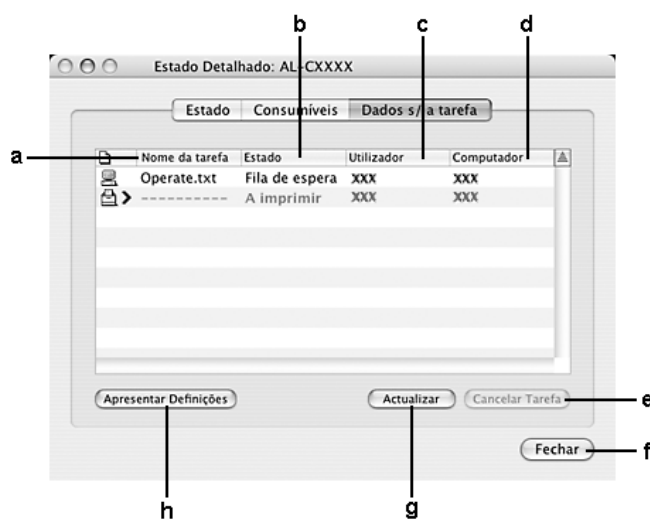 b c d
Estado Detalhado: AL-CXXXX
Estado Consumíveis Dados s/ a tarefa
a Nome da tarefa Estado Utilizador Computador
Operate.txt Fila de espera XXX XXX
---------- A imprimir XXX XXX
Apresentar Definições Actualizar Cancelar Tarefa e
Fechar f
h g